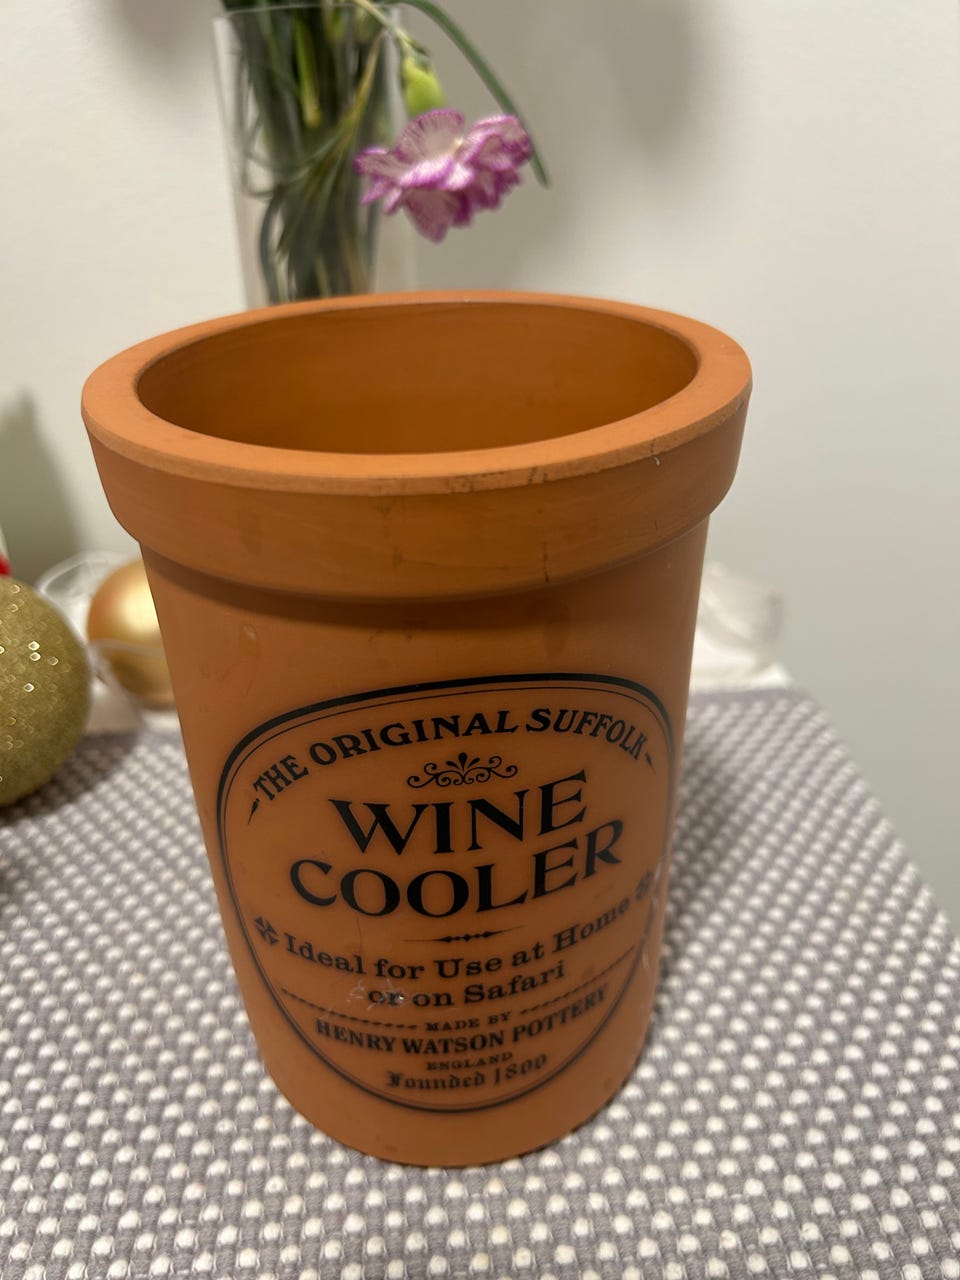 THE ORIGINAL SUFFOLK
WINE
COOLER
Ideal for Use at Home
or on Safari
MADE BY
HENRY WATSON POTTERY
ENGLAND
Founded 1800